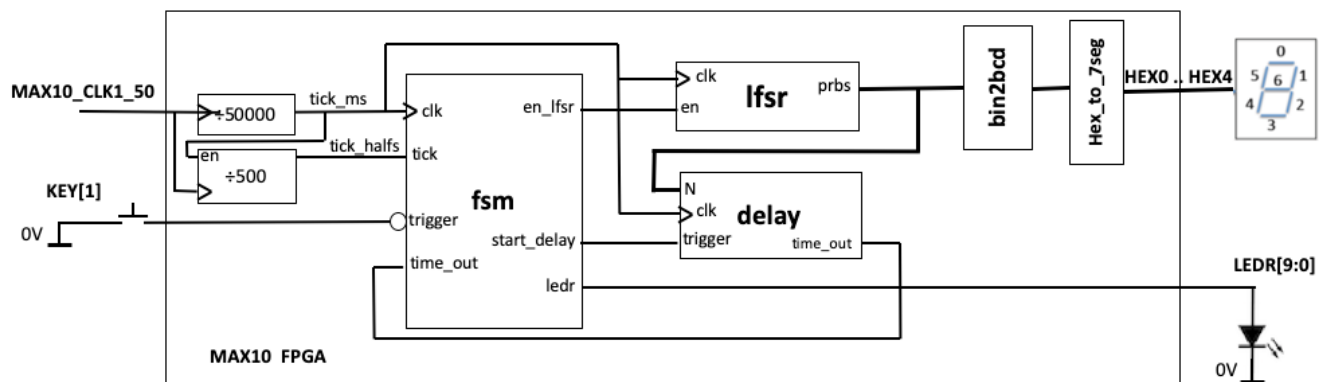 MAX10_CLK1_50
÷50000
tick_ms
en
÷500
tick_halfs
KEY[1]
0V
clk
tick
trigger
time_out
fsm
en_lfsr
start_delay
ledr
clk
en
lfsr
prbs
N
clk
trigger
delay
time_out
bin2bcd
Hex_to_7seg
HEX0 .. HEX4
0
5
6
1
4
2
3
LEDR[9:0]
0V
MAX10 FPGA